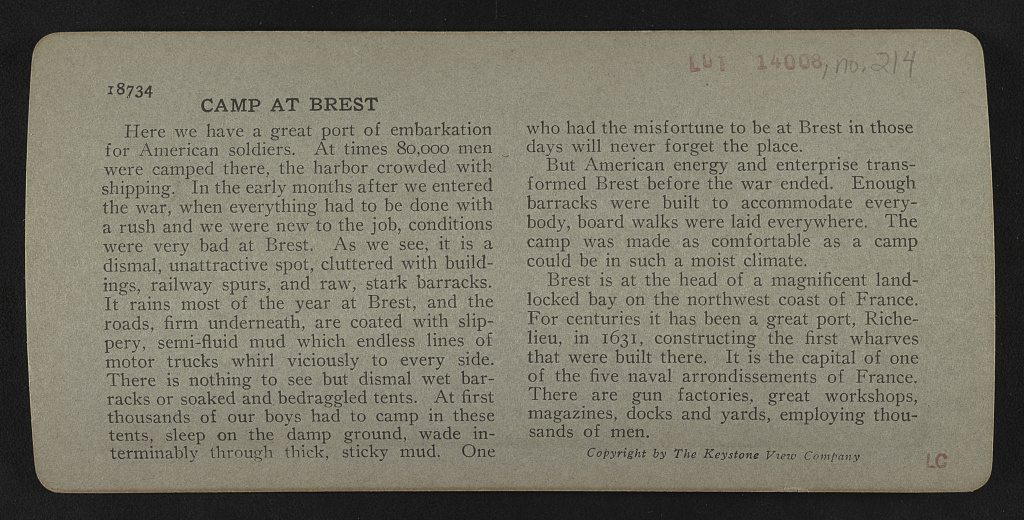 LOT 14008, no. 214
18734
CAMP AT BREST
Here we have a great port of embarkation
for American soldiers. At times 80,000 men
were camped there, the harbor crowded with
shipping. In the early months after we entered
the war, when everything had to be done with
a rush and we were new to the job, conditions
were very bad at Brest. As we see, it is a
dismal, unattractive spot, cluttered with build-
ings, railway spurs, and raw, stark barracks.
It rains most of the year at Brest, and the
roads, firm underneath, are coated with slip-
pery, semi-fluid mud which endless lines of
motor trucks whirl viciously to every side.
There is nothing to see but dismal wet bar-
racks or soaked and bedraggled tents. At first
thousands of our boys had to camp in these
tents, sleep on the damp ground, wade in-
terminably through thick, sticky mud. One
who had the misfortune to be at Brest in those
days will never forget the place.
But American energy and enterprise trans-
formed Brest before the war ended. Enough
barracks were built to accommodate every-
body, board walks were laid everywhere. The
camp was made as comfortable as a camp
could be in such a moist climate.
Brest is at the head of a magnificent land-
locked bay on the northwest coast of France.
For centuries it has been a great port, Riche-
lieu, in 1631, constructing the first wharves
that were built there. It is the capital of one
of the five naval arrondissements of France.
There are gun factories, great workshops,
magazines, docks and yards, employing thou-
sands of men.
Copyright by The Keystone View Company
LC